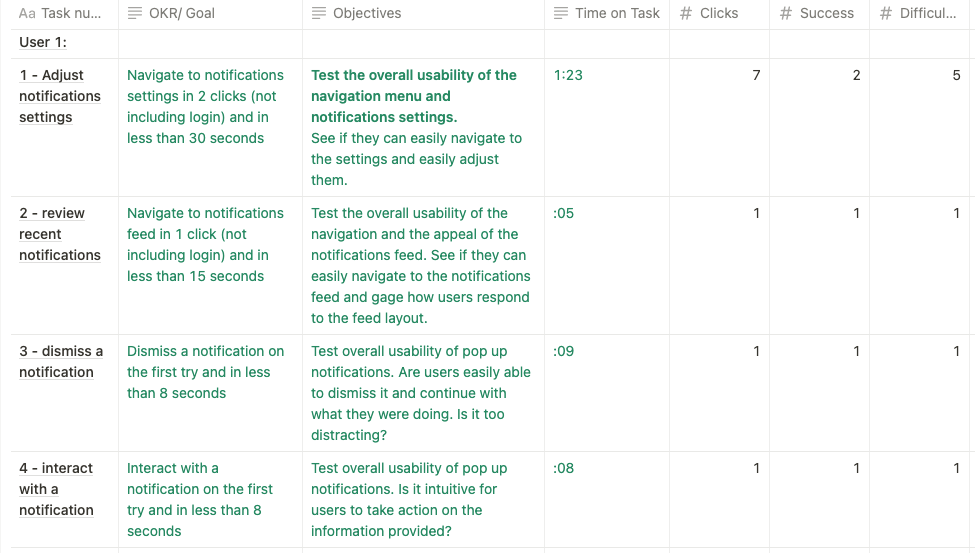 Aa Task nu... OKR/ Goal Objectives Time on Task # Clicks # Success # Difficul...
User 1:
1 - Adjust notifications settings
Navigate to notifications
settings in 2 clicks (not
including login) and in
less than 30 seconds
Test the overall usability of the
navigation menu and
notifications settings.
See if they can easily navigate to
the settings and easily adjust
them.
1:23
7
2
5
2 - review
recent
notifications
Navigate to notifications
feed in 1 click (not
including login) and in
less than 15 seconds
Test the overall usability of the
navigation and the appeal of the
notifications feed. See if they can
easily navigate to the notifications
feed and gage how users respond
to the feed layout.
:05
1
1
1
3 - dismiss a
notification
Dismiss a notification on
the first try and in less
than 8 seconds
Test overall usability of pop up
notifications. Are users easily able
to dismiss it and continue with
what they were doing. Is it too
distracting?
:09
1
1
1
4 - interact
with a
notification
Interact with a
notification on the first
try and in less than 8
seconds
Test overall usability of pop up
notifications. Is it intuitive for
users to take action on the
information provided?
:08
1
1
1